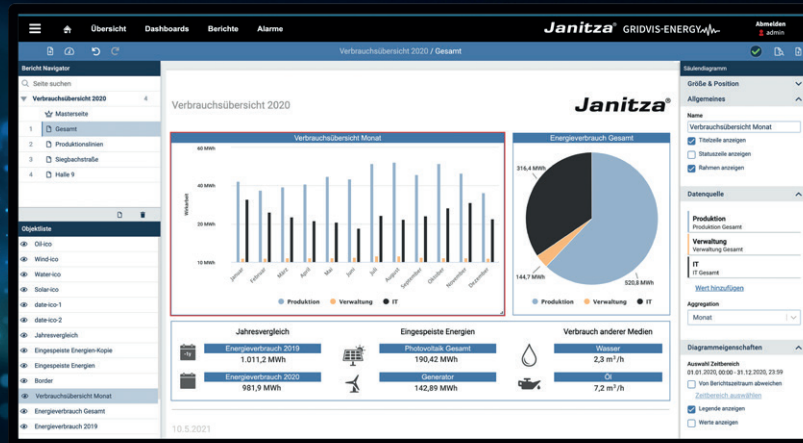 Übersicht
Dashboards
Berichte
Alarme
Janitza® GRIDVIS-ENERGY
Abmelden
admin
Verbrauchsübersicht 2020 / Gesamt
Bericht Navigator
Seite suchen
Verbrauchsübersicht 2020 4
Masterseite
1 Gesamt
2 Produktionslinien
3 Siegbachstraße
4 Halle 9
Objektliste
Oil-ico
Wind-ico
Water-ico
Solar-ico
date-ico-1
date-ico-2
Jahresvergleich
Eingespeiste Energien-Kopie
Eingespeiste Energien
Border
Verbrauchsübersicht Monat
Energieverbrauch Gesamt
Energieverbrauch 2019
Verbrauchsübersicht 2020
Janitza®
Verbrauchsübersicht Monat
60 MWh
40 MWh
20 MWh
10 MWh
Wirkarbeit
Januar
Februar
März
April
Mai
Juni
Juli
August
September
Oktober
November
Dezember
Produktion
Verwaltung
IT
Energieverbrauch Gesamt
316,4 MWh
144,7 MWh
520,8 MWh
Produktion
Verwaltung
IT
Jahresvergleich
Energieverbrauch 2019
1.011,2 MWh
Energieverbrauch 2020
981,9 MWh
Eingespeiste Energien
Photovoltaik Gesamt
190,42 MWh
Generator
142,89 MWh
Verbrauch anderer Medien
Wasser
2,3 m³/h
Öl
7,2 m³/h
10.5.2021
Säulendiagramm
Größe & Position
Allgemeines
Name
Verbrauchsübersicht Monat
Titelzeile anzeigen
Statuszeile anzeigen
Rahmen anzeigen
Datenquelle
Produktion
Produktion Gesamt
Verwaltung
Verwaltung Gesamt
IT
IT Gesamt
Wert hinzufügen
Aggregation
Monat
Diagrammeigenschaften
Auswahl Zeitbereich
01.01.2020, 00:00 - 31.12.2020, 23:59
Von Berichtszeitraum abweichen
Zeitbereich auswählen
Legende anzeigen
Werte anzeigen